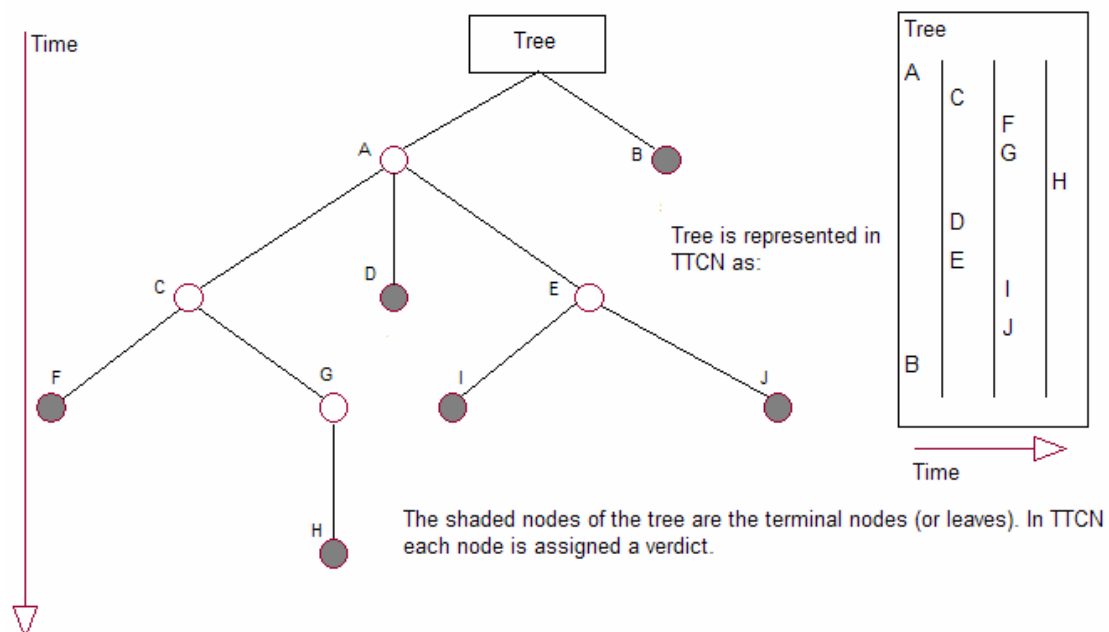 Time
Tree
A
B
C
D
E
F
G
I
J
H
Tree is represented in
TTCN as:
The shaded nodes of the tree are the terminal nodes (or leaves). In TTCN
each node is assigned a verdict.
Tree
A
C
F
G
H
D
E
I
J
B
Time